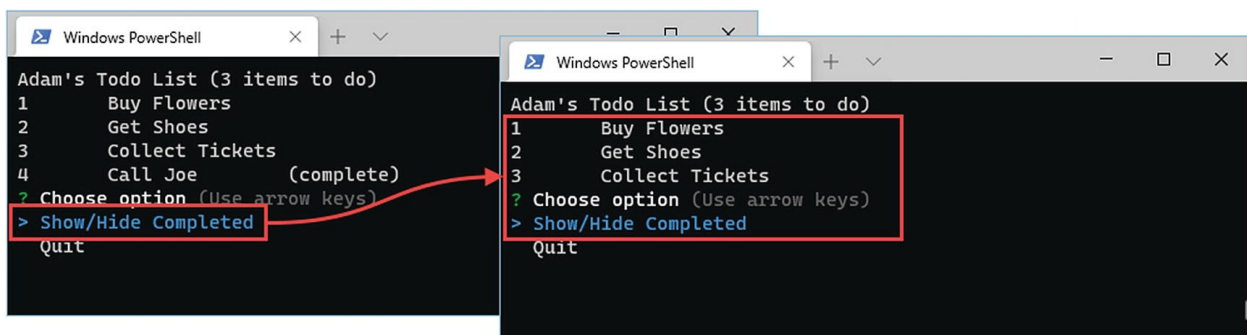 Windows PowerShell
Adam's Todo List (3 items to do)
1 Buy Flowers
2 Get Shoes
3 Collect Tickets
4 Call Joe (complete)
? Choose option (Use arrow keys)
> Show/Hide Completed
Quit
Windows PowerShell
Adam's Todo List (3 items to do)
1 Buy Flowers
2 Get Shoes
3 Collect Tickets
? Choose option (Use arrow keys)
> Show/Hide Completed
Quit